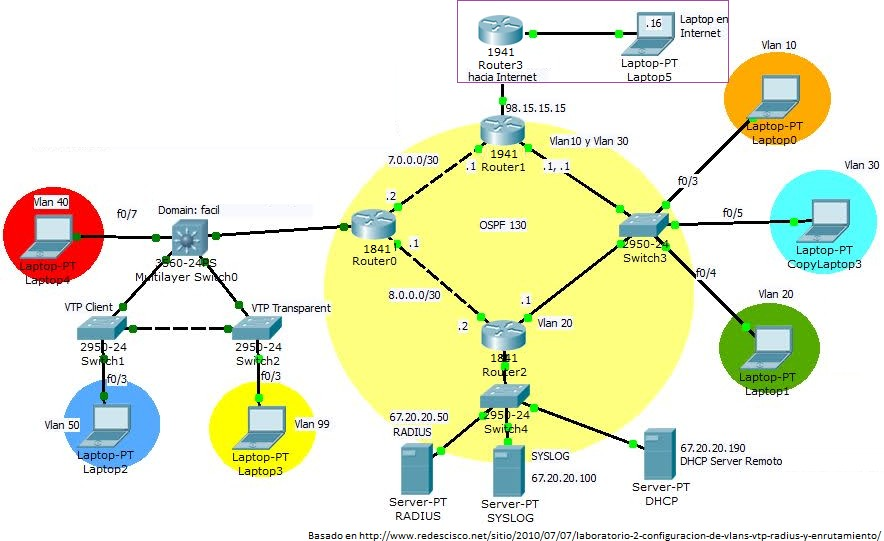 .16
Laptop en
Internet
1941
Router3
hacia Internet
Laptop-PT
Laptop5
Vlan 10
98.15.15.15
Laptop-PT
Laptop0
7.0.0.0/30
1941
Router1
Vlan10 y Vlan 30
.1
.1, .1
Vlan 30
f0/3
Vlan 40
f0/7
Domain: facil
.2
f0/5
OSPF 130
1841
Router0
.1
2950-24
Switch3
Laptop-PT
CopyLaptop3
Laptop-PT
Laptop4
3560-24PS
Multilayer Switch0
f0/4
8.0.0.0/30
Vlan 20
VTP Client
VTP Transparent
.1
.2
Vlan 20
2950-24
Switch1
2950-24
Switch2
1841
Router2
Laptop-PT
Laptop1
f0/3
f0/3
2950-24
Switch4
Vlan 50
Vlan 99
67.20.20.50
RADIUS
Laptop-PT
Laptop2
Laptop-PT
Laptop3
SYSLOG
67.20.20.100
67.20.20.190
DHCP Server Remoto
Server-PT
RADIUS
Server-PT
SYSLOG
Server-PT
DHCP
Basado en http://www.redescisco.net/sitio/2010/07/07/laboratorio-2-configuracion-de-vlans-vtp-radius-y-enrutamiento/